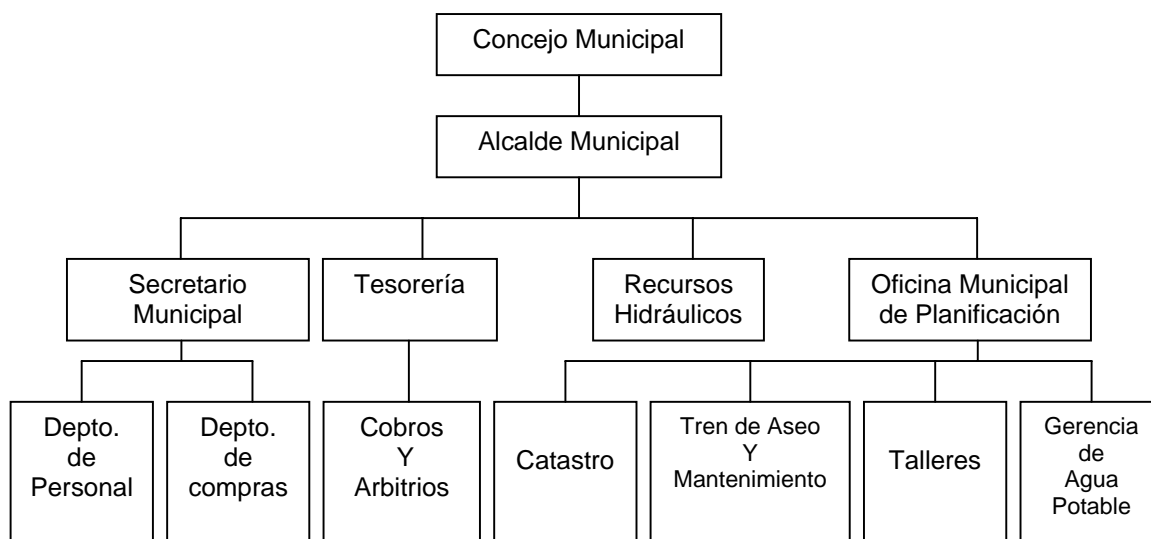 Concejo Municipal
Alcalde Municipal
Secretario
Municipal
Tesorería
Recursos
Hidráulicos
Oficina Municipal
de Planificación
Depto.
de
Personal
Depto.
de
compras
Cobros
Y
Arbitrios
Catastro
Tren de Aseo
Y
Mantenimiento
Talleres
Gerencia
de
Agua
Potable